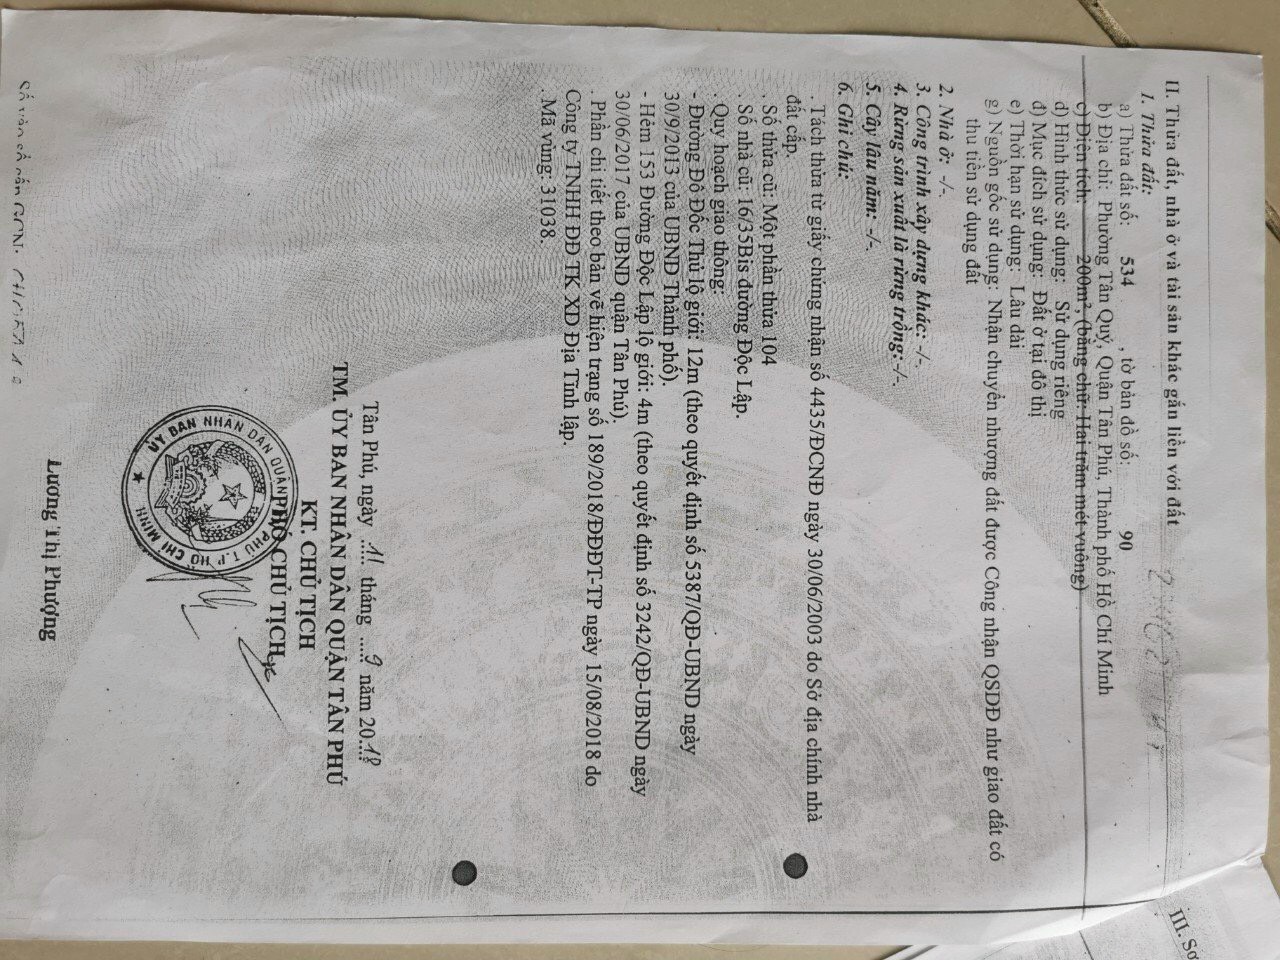 II. Thửa đất, nhà ở và tài sản khác gắn liền với đất
1. Thửa đất:
a) Thửa đất số: 534 , tờ bản đồ số: 90
b) Địa chỉ: Phường Tân Quý, Quận Tân Phú, Thành phố Hồ Chí Minh
c) Diện tích: 200m², (bằng chữ: Hai trăm mét vuông)
d) Hình thức sử dụng: Sử dụng riêng
đ) Mục đích sử dụng: Đất ở tại đô thị
e) Thời hạn sử dụng: Lâu dài
g) Nguồn gốc sử dụng: Nhận chuyển nhượng đất được Công nhận QSDĐ như giao đất có
thu tiền sử dụng đất
2. Nhà ở: -/-.
3. Công trình xây dựng khác: -/-.
4. Rừng sản xuất là rừng trồng:-/-.
5. Cây lâu năm: -/-.
6. Ghi chú:
. Tách thửa từ giấy chứng nhận số 4435/ĐCNĐ ngày 30/06/2003 do Sở địa chính nhà
đất cấp.
. Số thửa cũ: Một phần thửa 104
. Số nhà cũ: 16/35Bis đường Độc Lập.
. Quy hoạch giao thông:
- Đường Đô Đốc Thủ lộ giới: 12m (theo quyết định số 5387/QĐ-UBND ngày
30/9/2013 của UBND Thành phố).
- Hẻm 153 Đường Độc Lập lộ giới: 4m (theo quyết định số 3242/QĐ-UBND ngày
30/06/2017 của UBND quận Tân Phú).
. Phần chi tiết theo bản vẽ hiện trạng số 189/2018/ĐĐĐT-TP ngày 15/08/2018 do
Công ty TNHH ĐĐ TK XD Địa Tĩnh lập.
. Mã vùng: 31038.
Tân Phú, ngày 11 tháng 9 năm 2018
TM. ỦY BAN NHÂN DÂN QUẬN TÂN PHÚ
KT. CHỦ TỊCH
PHÓ CHỦ TỊCH
ỦY BAN NHÂN DÂN QUẬN TÂN PHÚ T.P HỒ CHÍ MINH
Lương Thị Phượng
III. Sơ